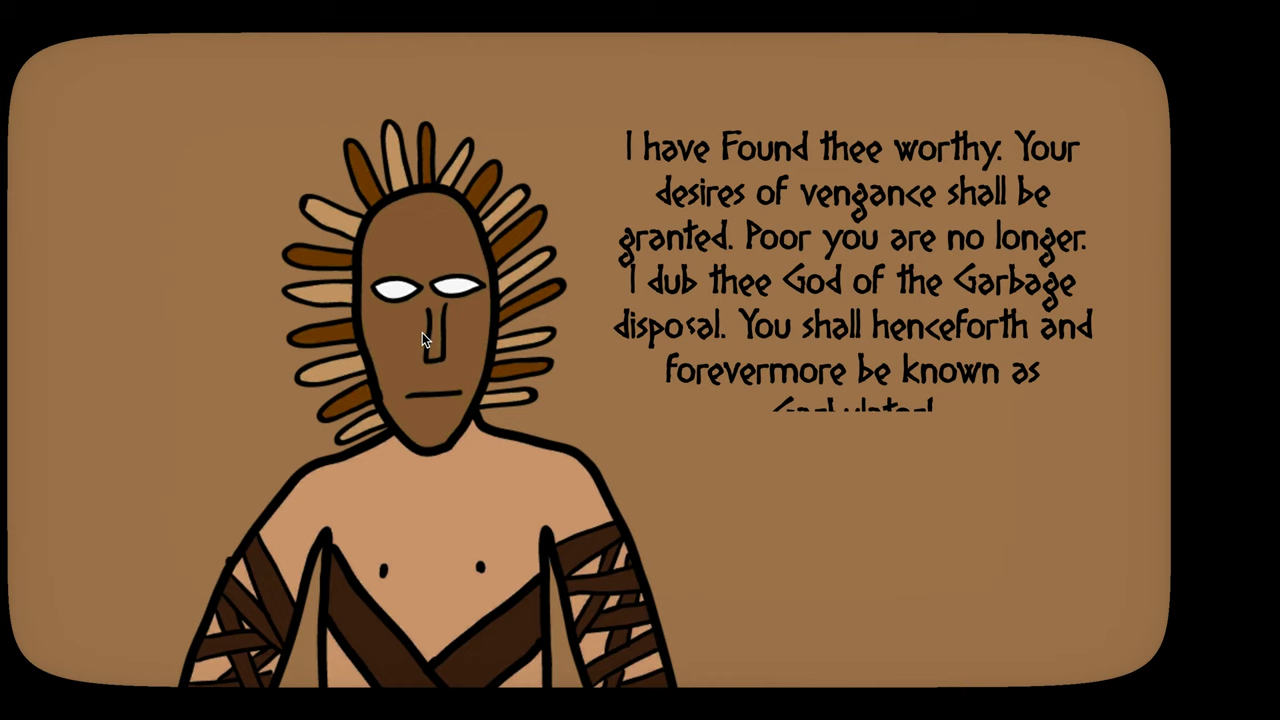 I have Found thee worthy. Your
desires of vengance shall be
granted. Poor you are no longer.
I dub thee God of the Garbage
disposal. You shall henceforth and
forevermore be known as